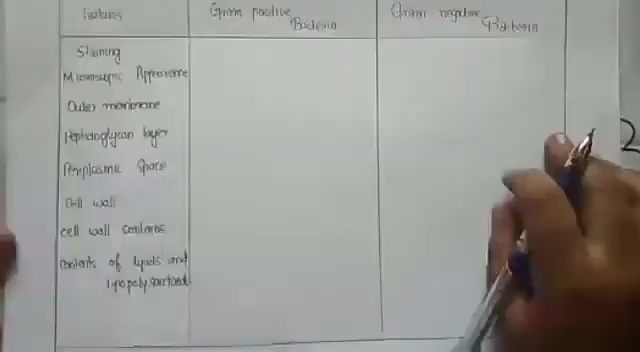 Features Gram positive Bacteria Gram negative Bacteria
Staining
Microscopic Appearance
Outer membrane
Peptidoglycan layer
Periplasmic Space
Cell wall
cell wall contains
Contents of lipids and
lipopolysaccharide
2